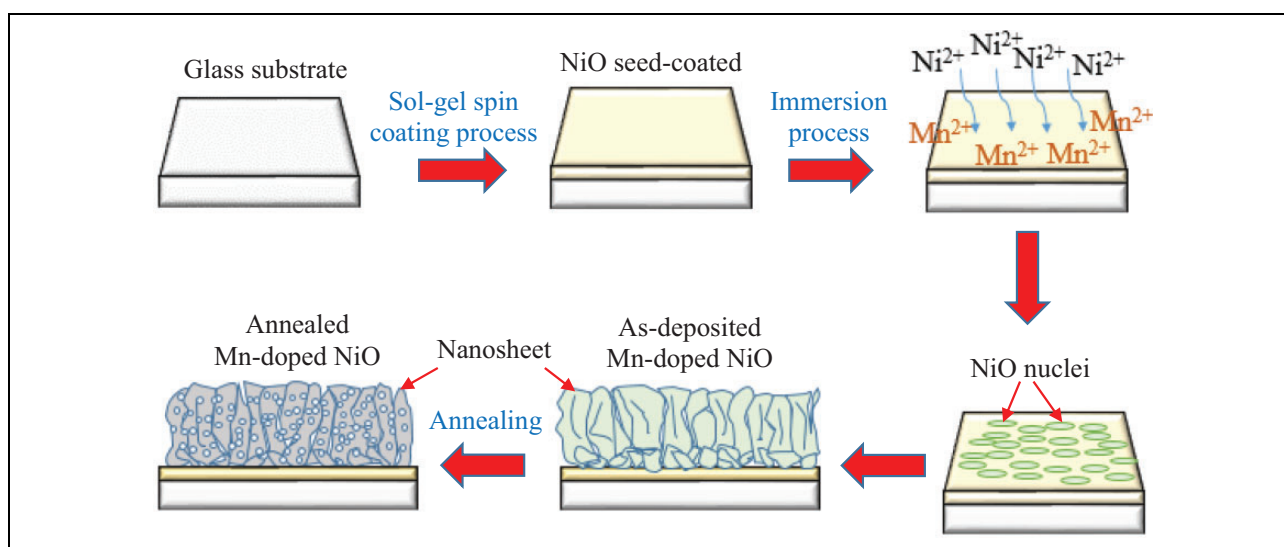 Glass substrate
Sol-gel spin
coating process
NiO seed-coated
Immersion
process
Ni²⁺ Ni²⁺ Ni²⁺ Ni²⁺
Mn²⁺ Mn²⁺ Mn²⁺ Mn²⁺
NiO nuclei
As-deposited
Mn-doped NiO
Nanosheet
Annealing
Annealed
Mn-doped NiO